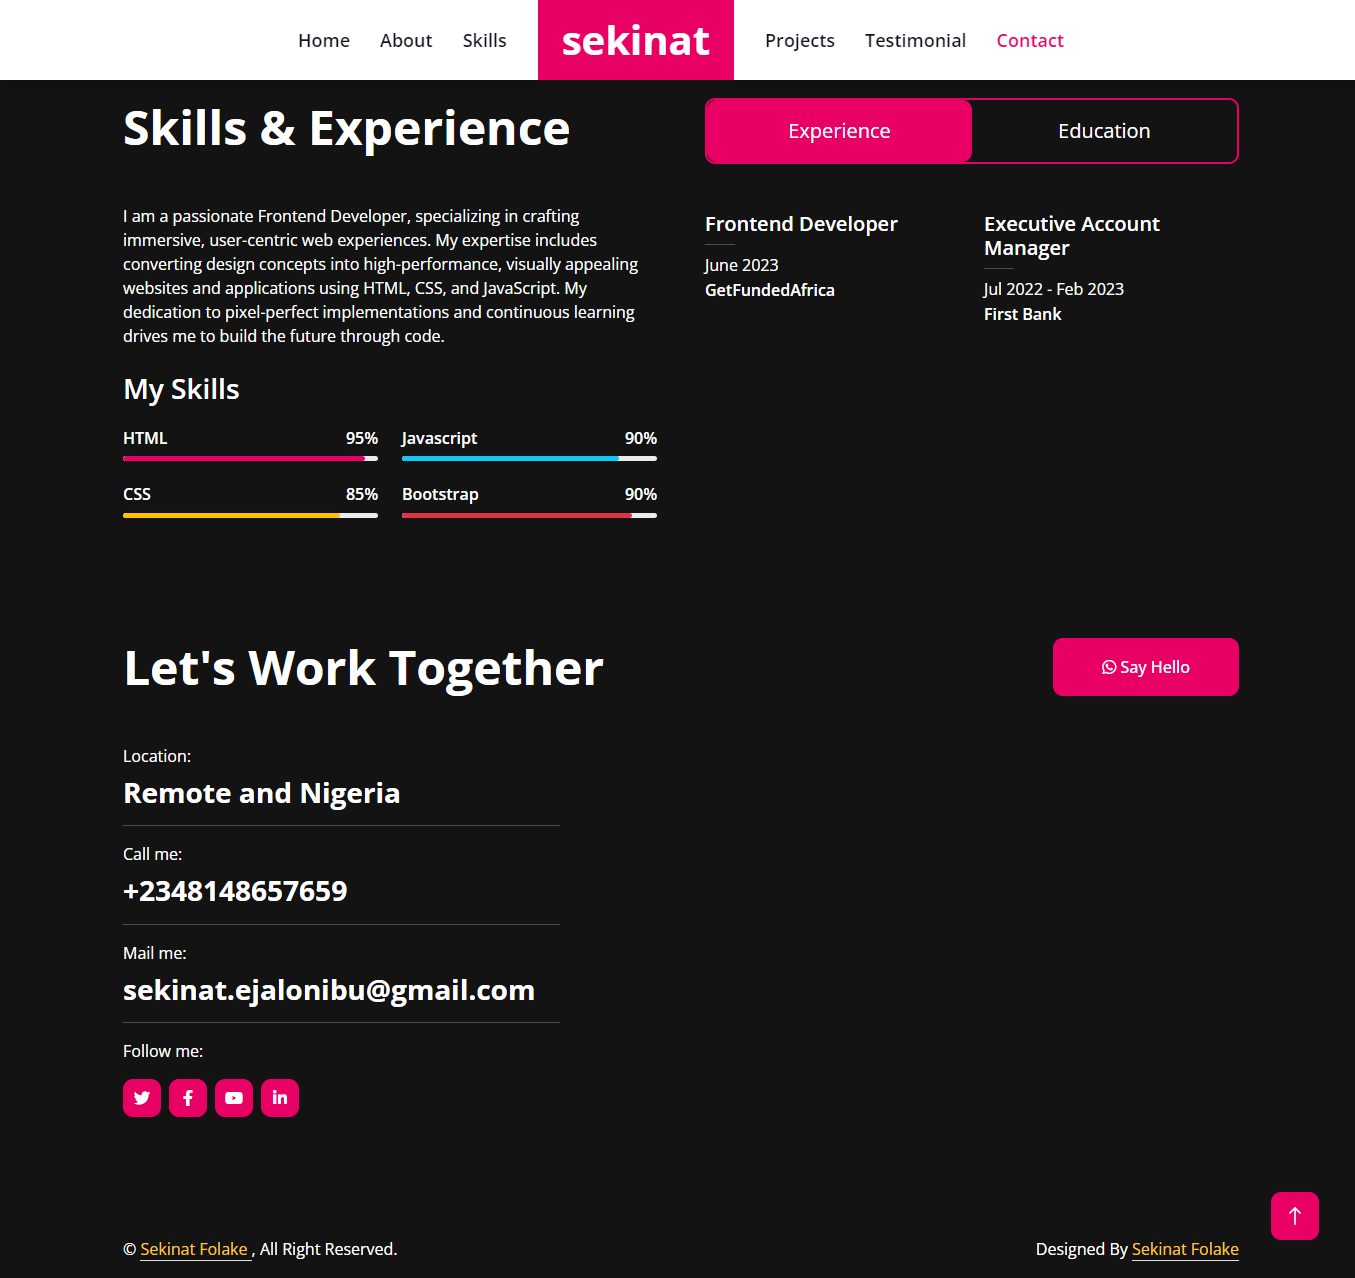 Home About Skills sekinat Projects Testimonial Contact
Skills & Experience
I am a passionate Frontend Developer, specializing in crafting
immersive, user-centric web experiences. My expertise includes
converting design concepts into high-performance, visually appealing
websites and applications using HTML, CSS, and JavaScript. My
dedication to pixel-perfect implementations and continuous learning
drives me to build the future through code.
My Skills
HTML 95%
Javascript 90%
CSS 85%
Bootstrap 90%
Experience Education
Frontend Developer
June 2023
GetFundedAfrica
Executive Account
Manager
Jul 2022 - Feb 2023
First Bank
Let's Work Together
Say Hello
Location:
Remote and Nigeria
Call me:
+2348148657659
Mail me:
sekinat.ejalonibu@gmail.com
Follow me:
© Sekinat Folake , All Right Reserved.
Designed By Sekinat Folake